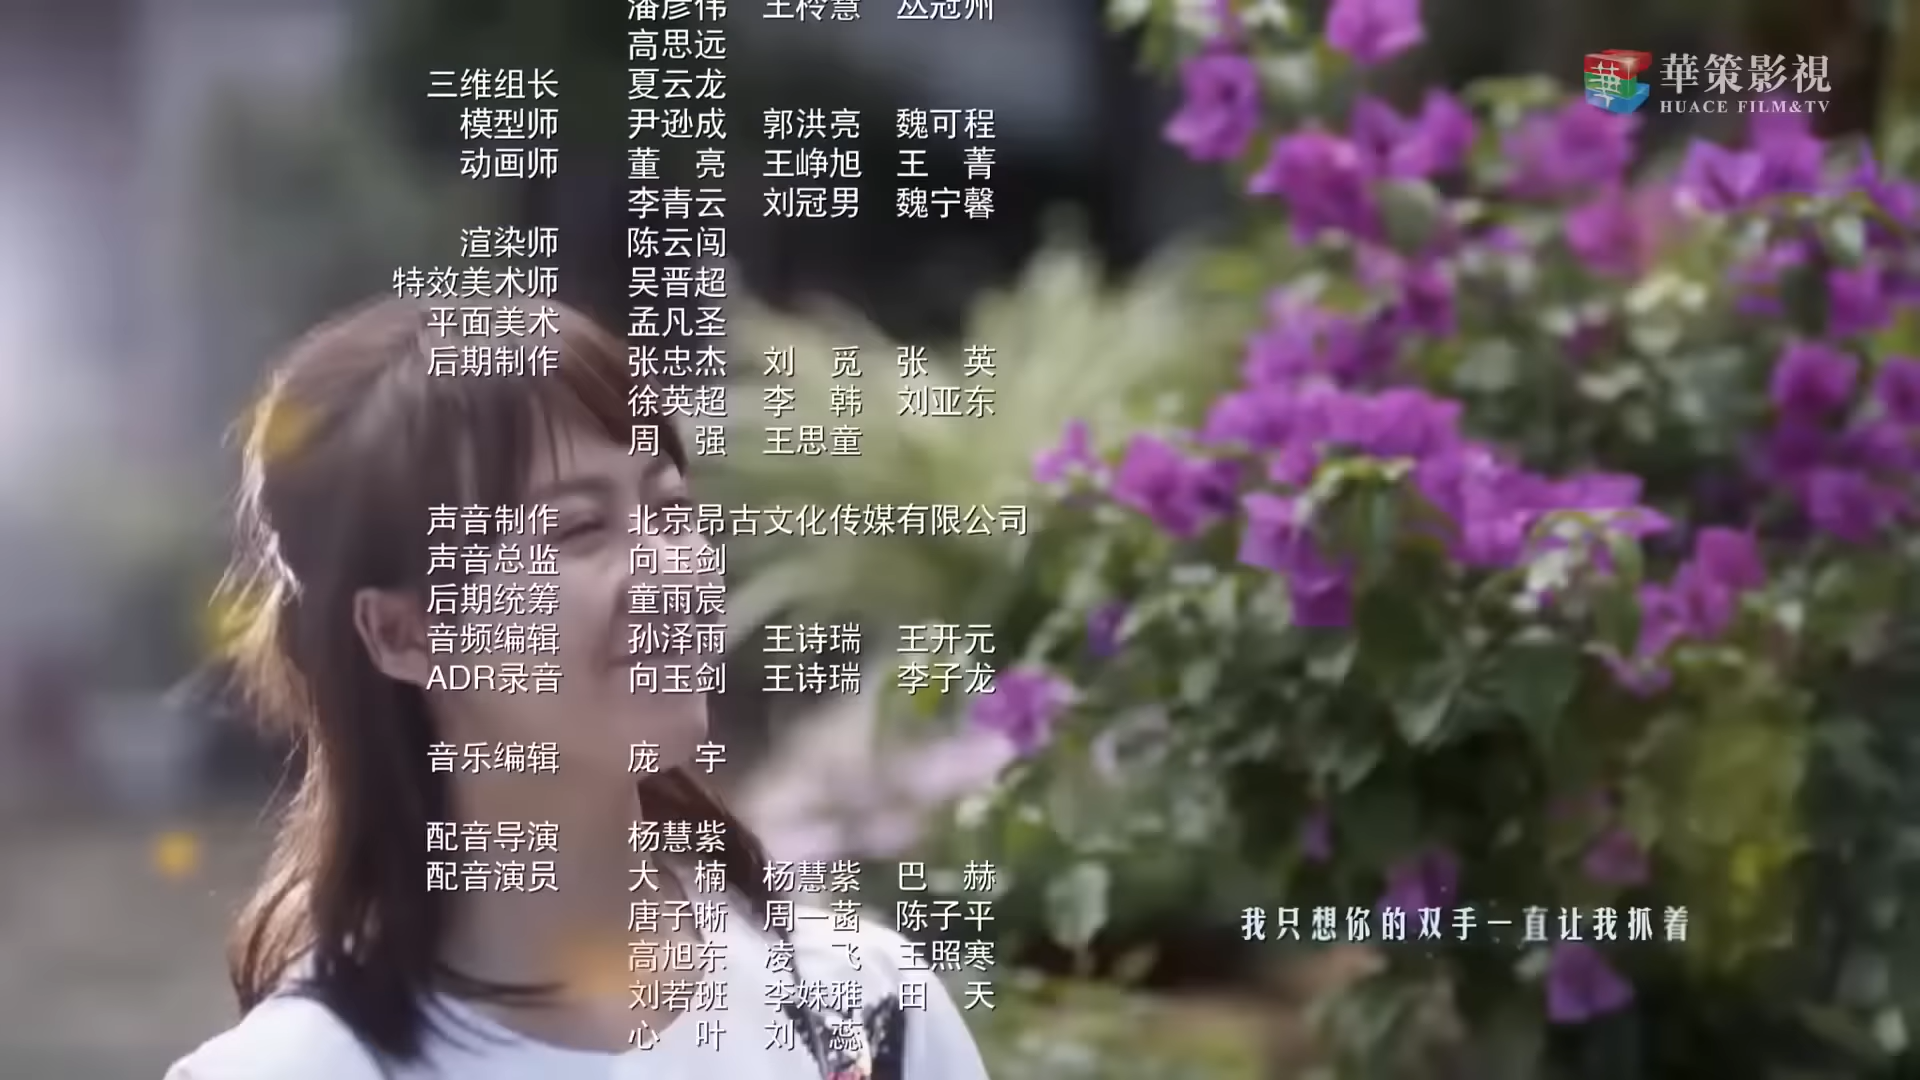 潘彦伟 王柃慧 丛冠州
高思远
三维组长 夏云龙
模型师 尹逊成 郭洪亮 魏可程
动画师 董 亮 王峥旭 王 菁
李青云 刘冠男 魏宁馨
渲染师 陈云闯
特效美术师 吴晋超
平面美术 孟凡圣
后期制作 张忠杰 刘 觅 张 英
徐英超 李 韩 刘亚东
周 强 王思童
声音制作 北京昂古文化传媒有限公司
声音总监 向玉剑
后期统筹 童雨宸
音频编辑 孙泽雨 王诗瑞 王开元
ADR录音 向玉剑 王诗瑞 李子龙
音乐编辑 庞 宇
配音导演 杨慧紫
配音演员 大 楠 杨慧紫 巴 赫
唐子晰 周一菡 陈子平
高旭东 凌 飞 王照寒
刘若班 李姝雅 田 天
心 叶 刘 蕊
華策影視
HUACE FILM&TV
我只想你的双手一直让我抓着